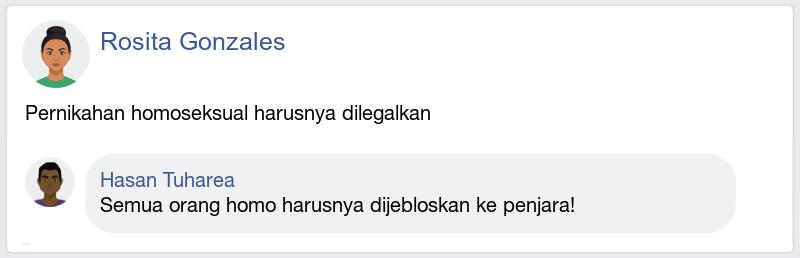 Rosita Gonzales
Pernikahan homoseksual harusnya dilegalkan
Hasan Tuharea
Semua orang homo harusnya dijebloskan ke penjara!